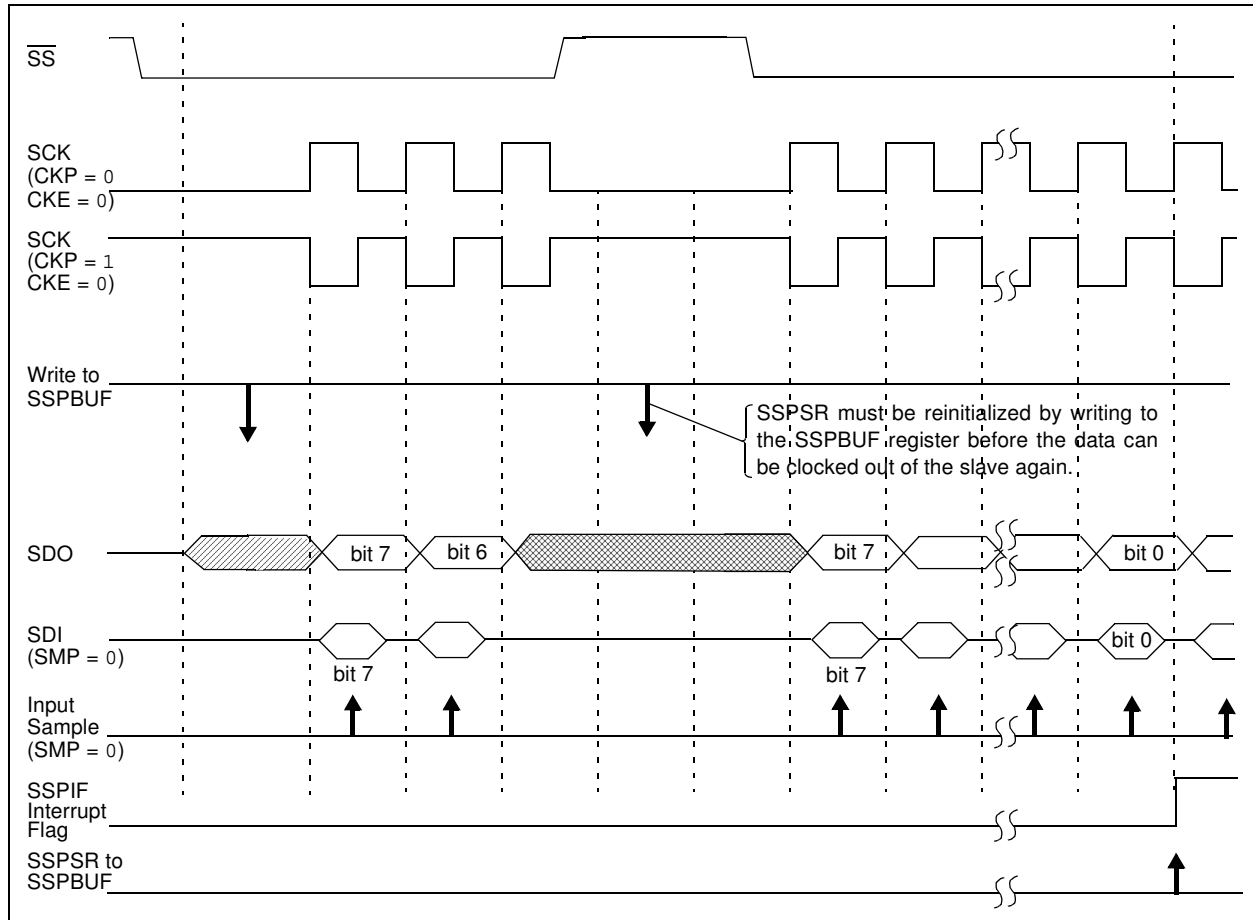 SS
SCK
(CKP = 0
CKE = 0)
SCK
(CKP = 1
CKE = 0)
Write to
SSPBUF
SSPSR must be reinitialized by writing to
the SSPBUF register before the data can
be clocked out of the slave again.
SDO
bit 7
bit 6
bit 7
bit 0
SDI
(SMP = 0)
bit 7
bit 7
bit 0
Input
Sample
(SMP = 0)
SSPIF
Interrupt
Flag
SSPSR to
SSPBUF